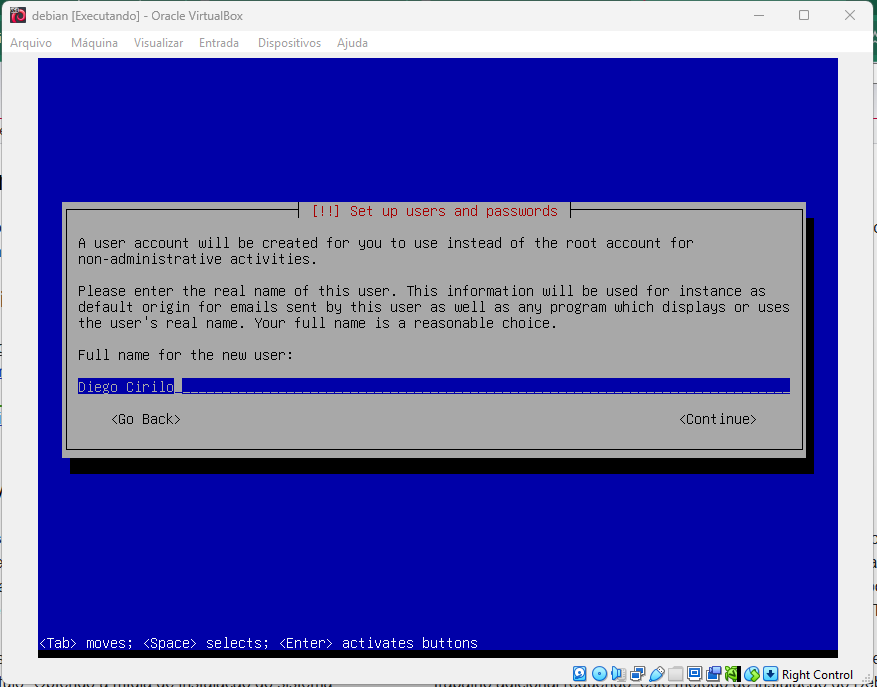 debian [Executando] - Oracle VirtualBox
Arquivo Máquina Visualizar Entrada Dispositivos Ajuda
[!!] Set up users and passwords
A user account will be created for you to use instead of the root account for
non-administrative activities.
Please enter the real name of this user. This information will be used for instance as
default origin for emails sent by this user as well as any program which displays or uses
the user's real name. Your full name is a reasonable choice.
Full name for the new user:
Diego Cirilo
<Go Back> <Continue>
<Tab> moves; <Space> selects; <Enter> activates buttons
Right Control